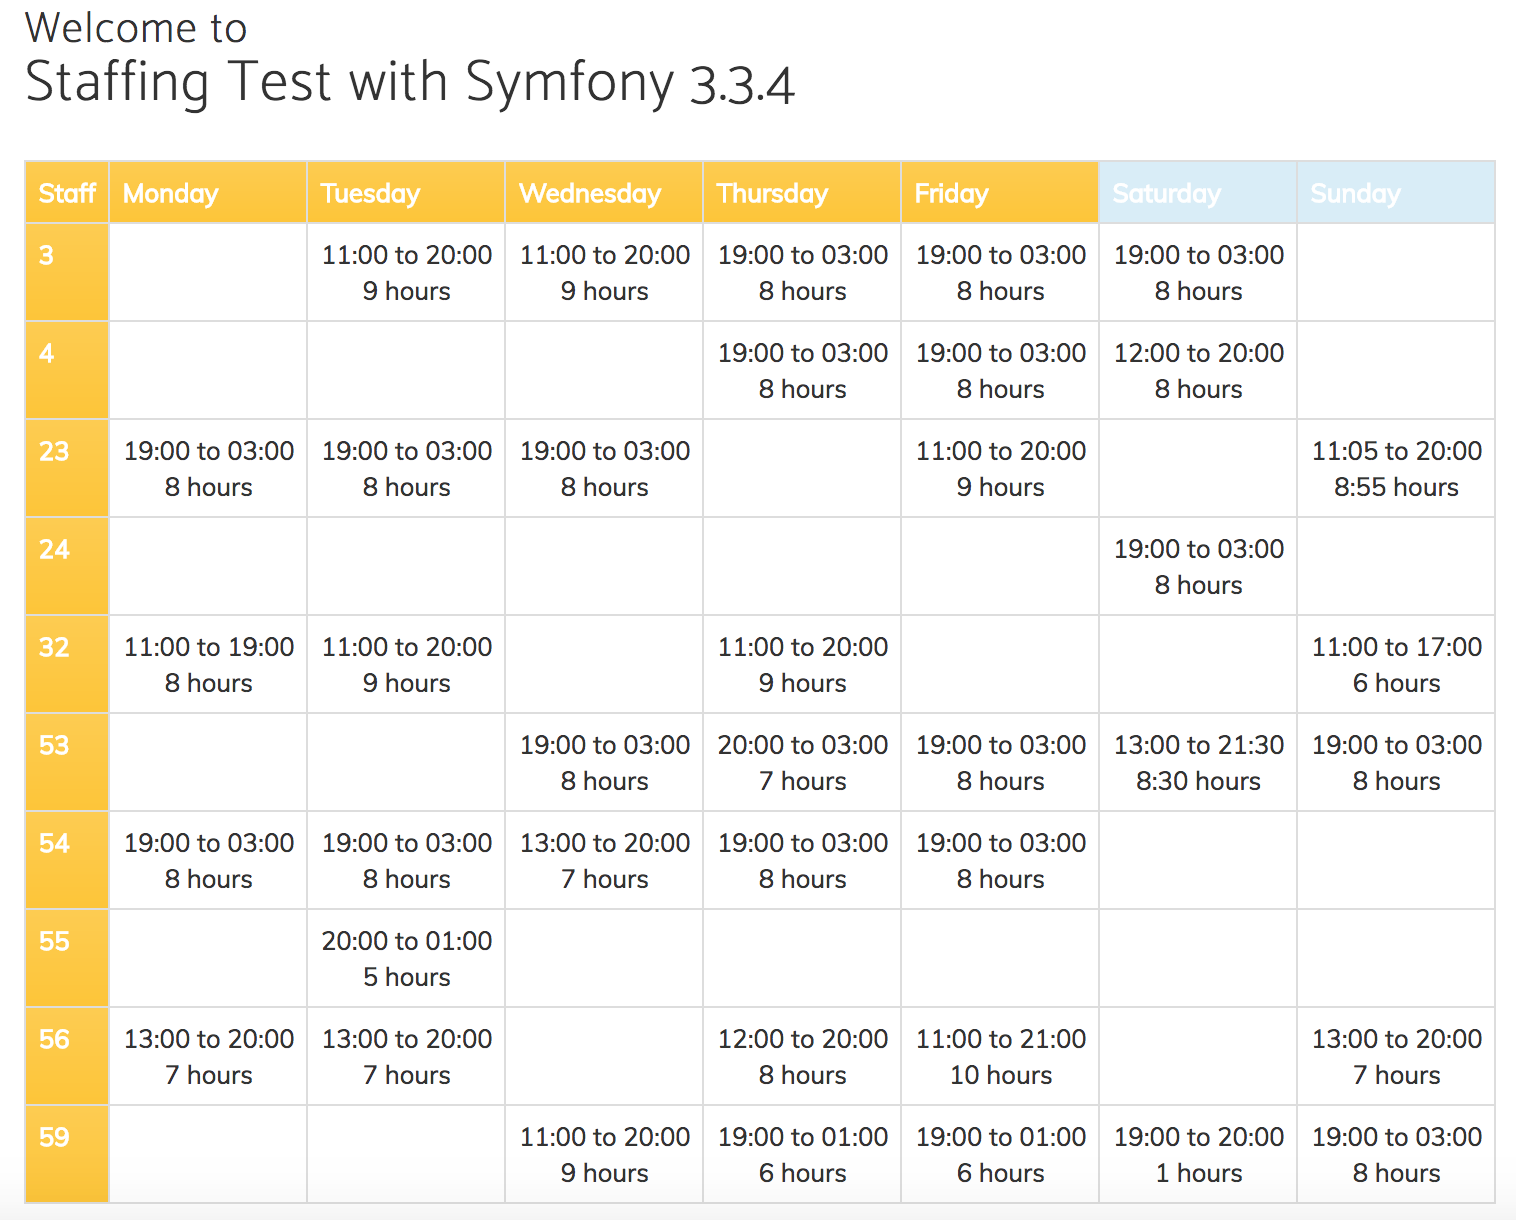 Welcome to
Staffing Test with Symfony 3.3.4
Staff Monday Tuesday Wednesday Thursday Friday Saturday Sunday
3 11:00 to 20:00 11:00 to 20:00 19:00 to 03:00 19:00 to 03:00 19:00 to 03:00
9 hours 9 hours 8 hours 8 hours 8 hours
4 19:00 to 03:00 19:00 to 03:00 12:00 to 20:00
8 hours 8 hours 8 hours
23 19:00 to 03:00 19:00 to 03:00 19:00 to 03:00 11:00 to 20:00 11:05 to 20:00
8 hours 8 hours 8 hours 9 hours 8:55 hours
24 19:00 to 03:00
8 hours
32 11:00 to 19:00 11:00 to 20:00 11:00 to 20:00 11:00 to 17:00
8 hours 9 hours 9 hours 6 hours
53 19:00 to 03:00 20:00 to 03:00 19:00 to 03:00 13:00 to 21:30 19:00 to 03:00
8 hours 7 hours 8 hours 8:30 hours 8 hours
54 19:00 to 03:00 19:00 to 03:00 13:00 to 20:00 19:00 to 03:00 19:00 to 03:00
8 hours 8 hours 7 hours 8 hours 8 hours
55 20:00 to 01:00
5 hours
56 13:00 to 20:00 13:00 to 20:00 12:00 to 20:00 11:00 to 21:00 13:00 to 20:00
7 hours 7 hours 8 hours 10 hours 7 hours
59 11:00 to 20:00 19:00 to 01:00 19:00 to 01:00 19:00 to 20:00 19:00 to 03:00
9 hours 6 hours 6 hours 1 hours 8 hours